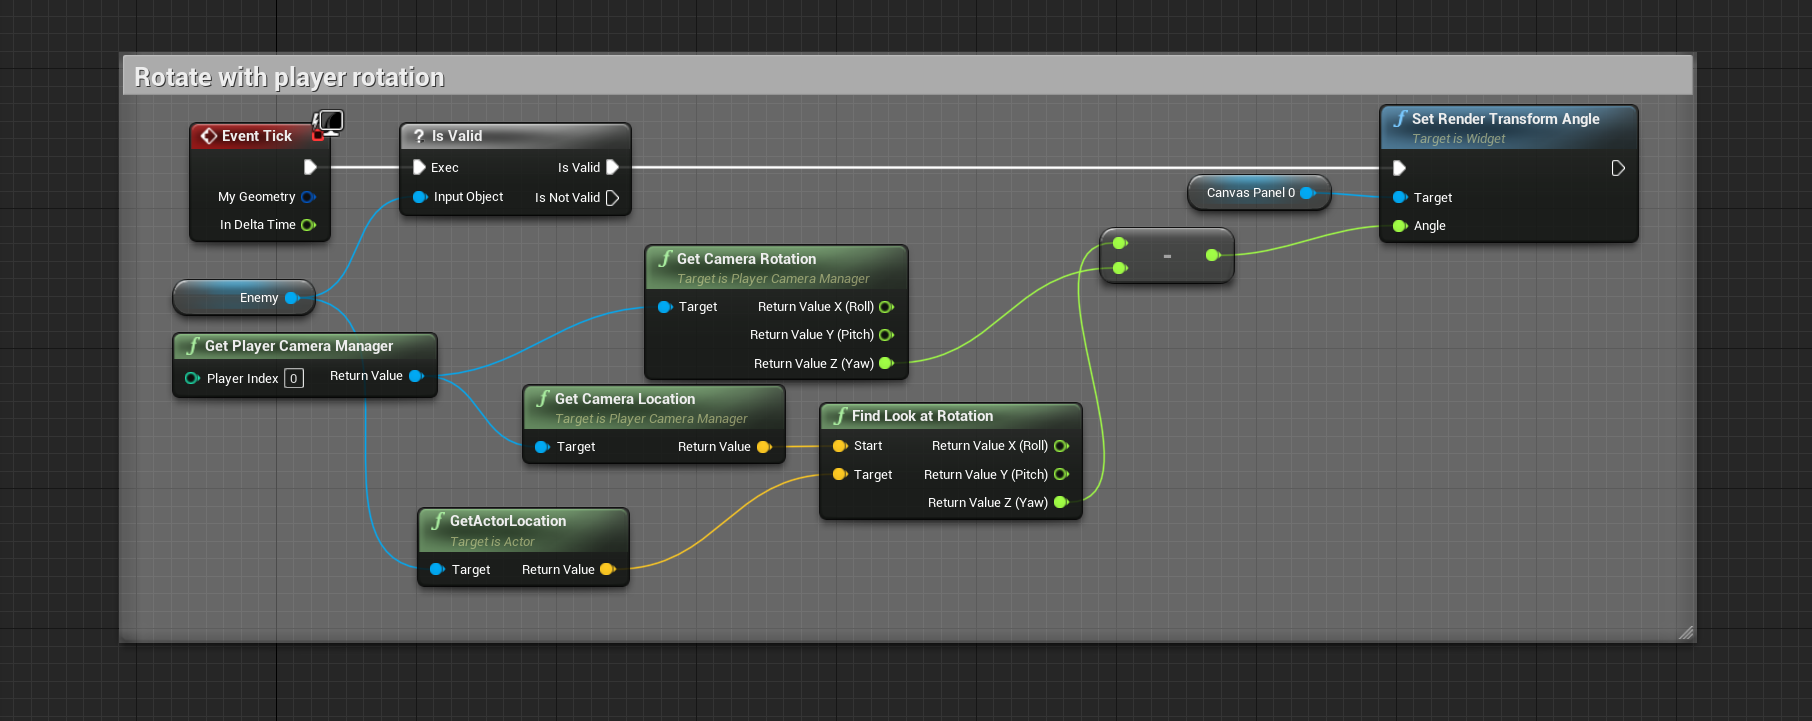 Rotate with player rotation
Event Tick
My Geometry
In Delta Time
? Is Valid
Exec Is Valid
Input Object Is Not Valid
Set Render Transform Angle
Target is Widget
Target
Angle
Canvas Panel 0
-
Enemy
f Get Camera Rotation
Target is Player Camera Manager
Target Return Value X (Roll)
Return Value Y (Pitch)
Return Value Z (Yaw)
f Get Player Camera Manager
Player Index 0 Return Value
f Get Camera Location
Target is Player Camera Manager
Target Return Value
f Find Look at Rotation
Start Return Value X (Roll)
Target Return Value Y (Pitch)
Return Value Z (Yaw)
f GetActorLocation
Target is Actor
Target Return Value